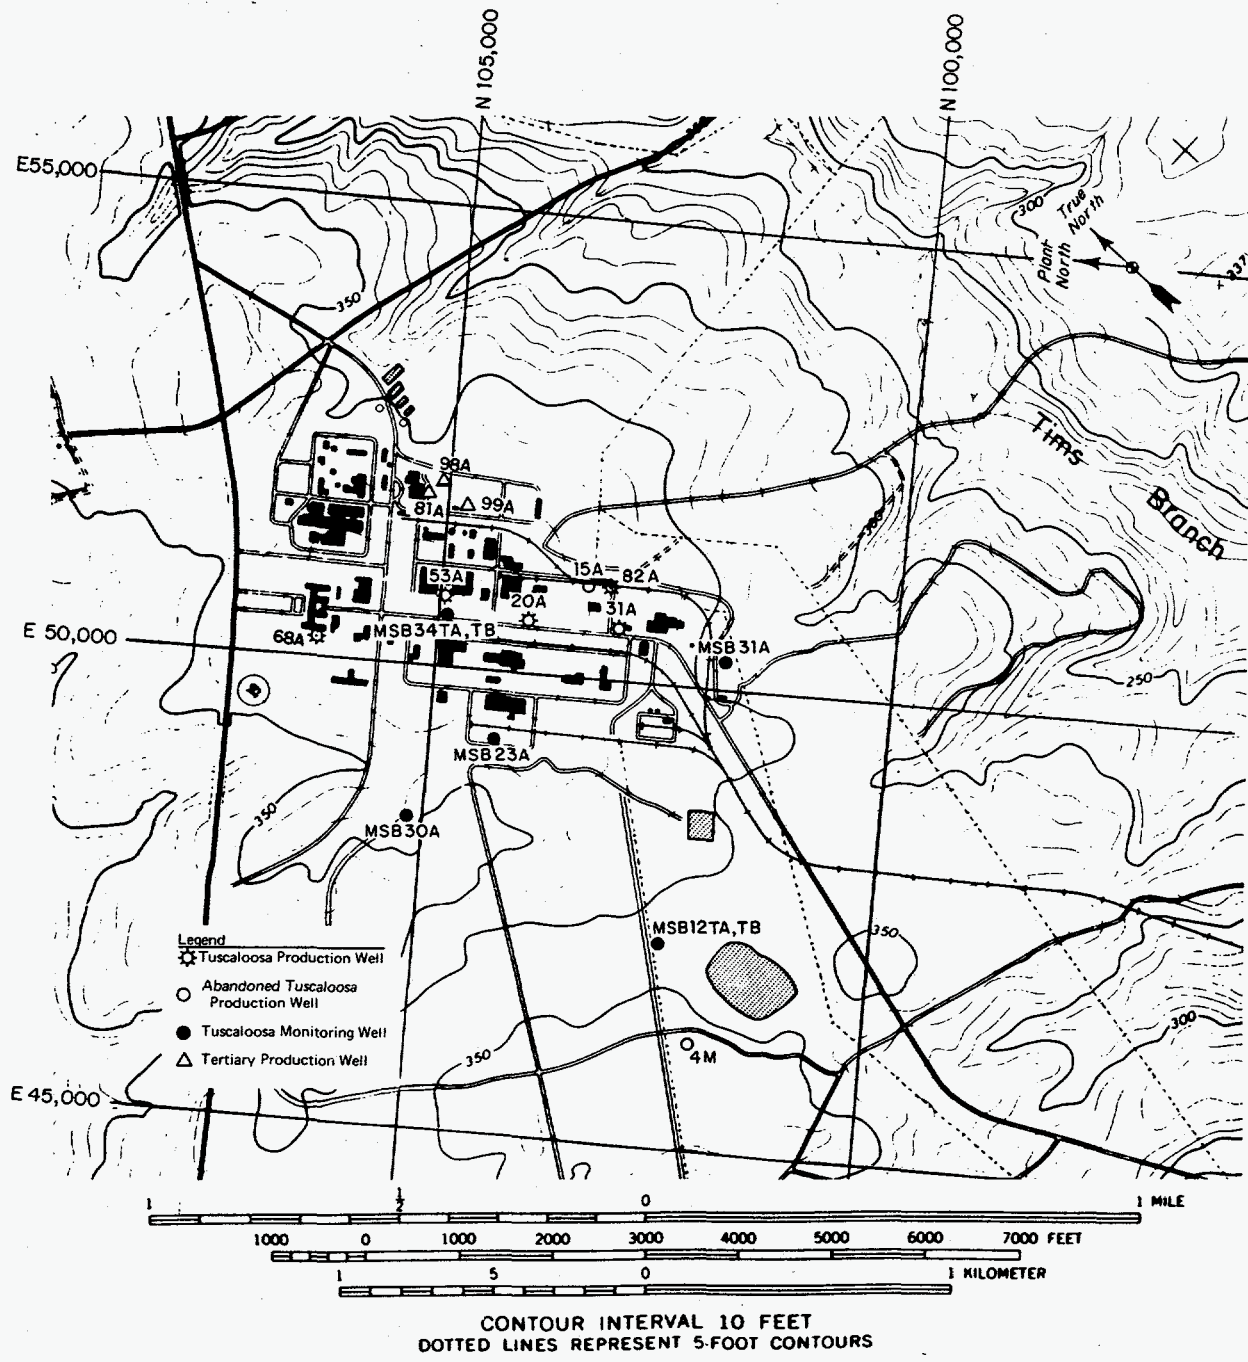 N 105,000
N 100,000
E55,000
300
True
North
Plant
North
237
350
Tims
Branch
98A
81A
99A
300
53A
15A
82A
20A
31A
E 50,000
68A
MSB34TA,TB
MSB31A
250
MSB23A
350
MSB30A
MSB12TA,TB
350
Legend
Tuscaloosa Production Well
Abandoned Tuscaloosa
Production Well
Tuscaloosa Monitoring Well
Tertiary Production Well
300
350
4M
E 45,000
1 1/2 0 1 MILE
1000 0 1000 2000 3000 4000 5000 6000 7000 FEET
1 5 0 1 KILOMETER
CONTOUR INTERVAL 10 FEET
DOTTED LINES REPRESENT 5-FOOT CONTOURS